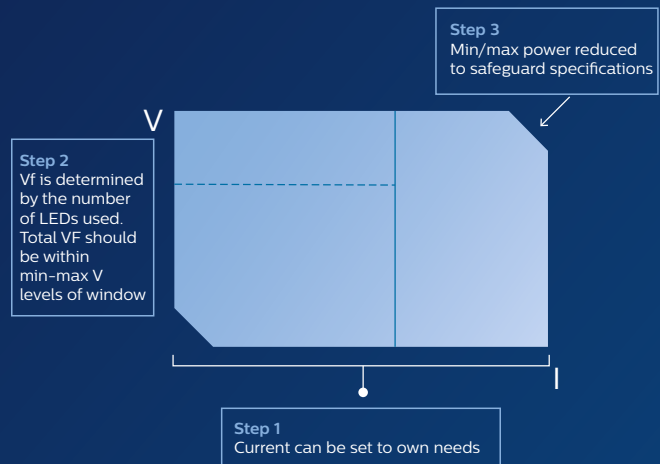 Step 3
Min/max power reduced
to safeguard specifications
V
Step 2
Vf is determined
by the number
of LEDs used.
Total VF should
be within
min-max V
levels of window
I
Step 1
Current can be set to own needs